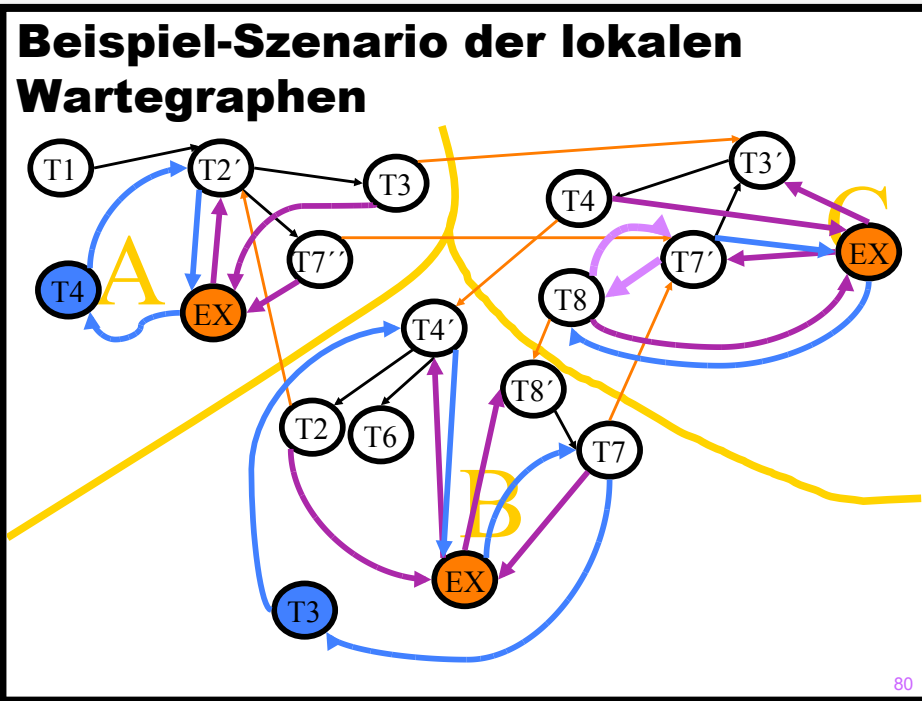 Beispiel-Szenario der lokalen
Wartegraphen
T1
T2´
T3
T7´´
T4
A
EX
T3´
T4
C
EX
T7´
T8
T4´
T8´
T2
T6
T7
B
EX
T3
80